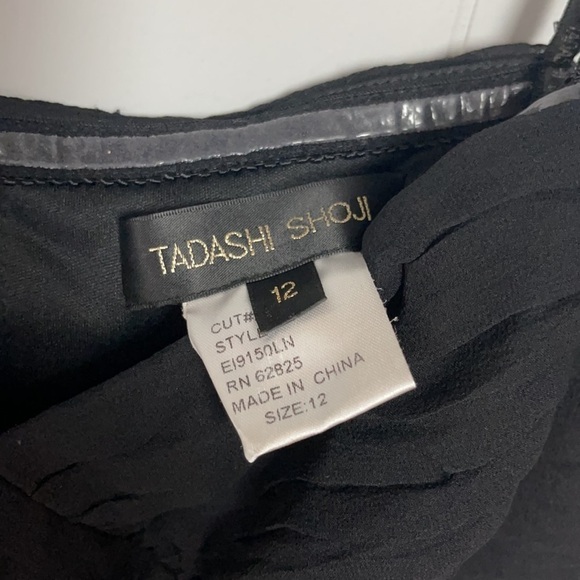 TADASHI SHOJI
12
CUT#
STYLE
EI9150LN
RN 62825
MADE IN CHINA
SIZE:12